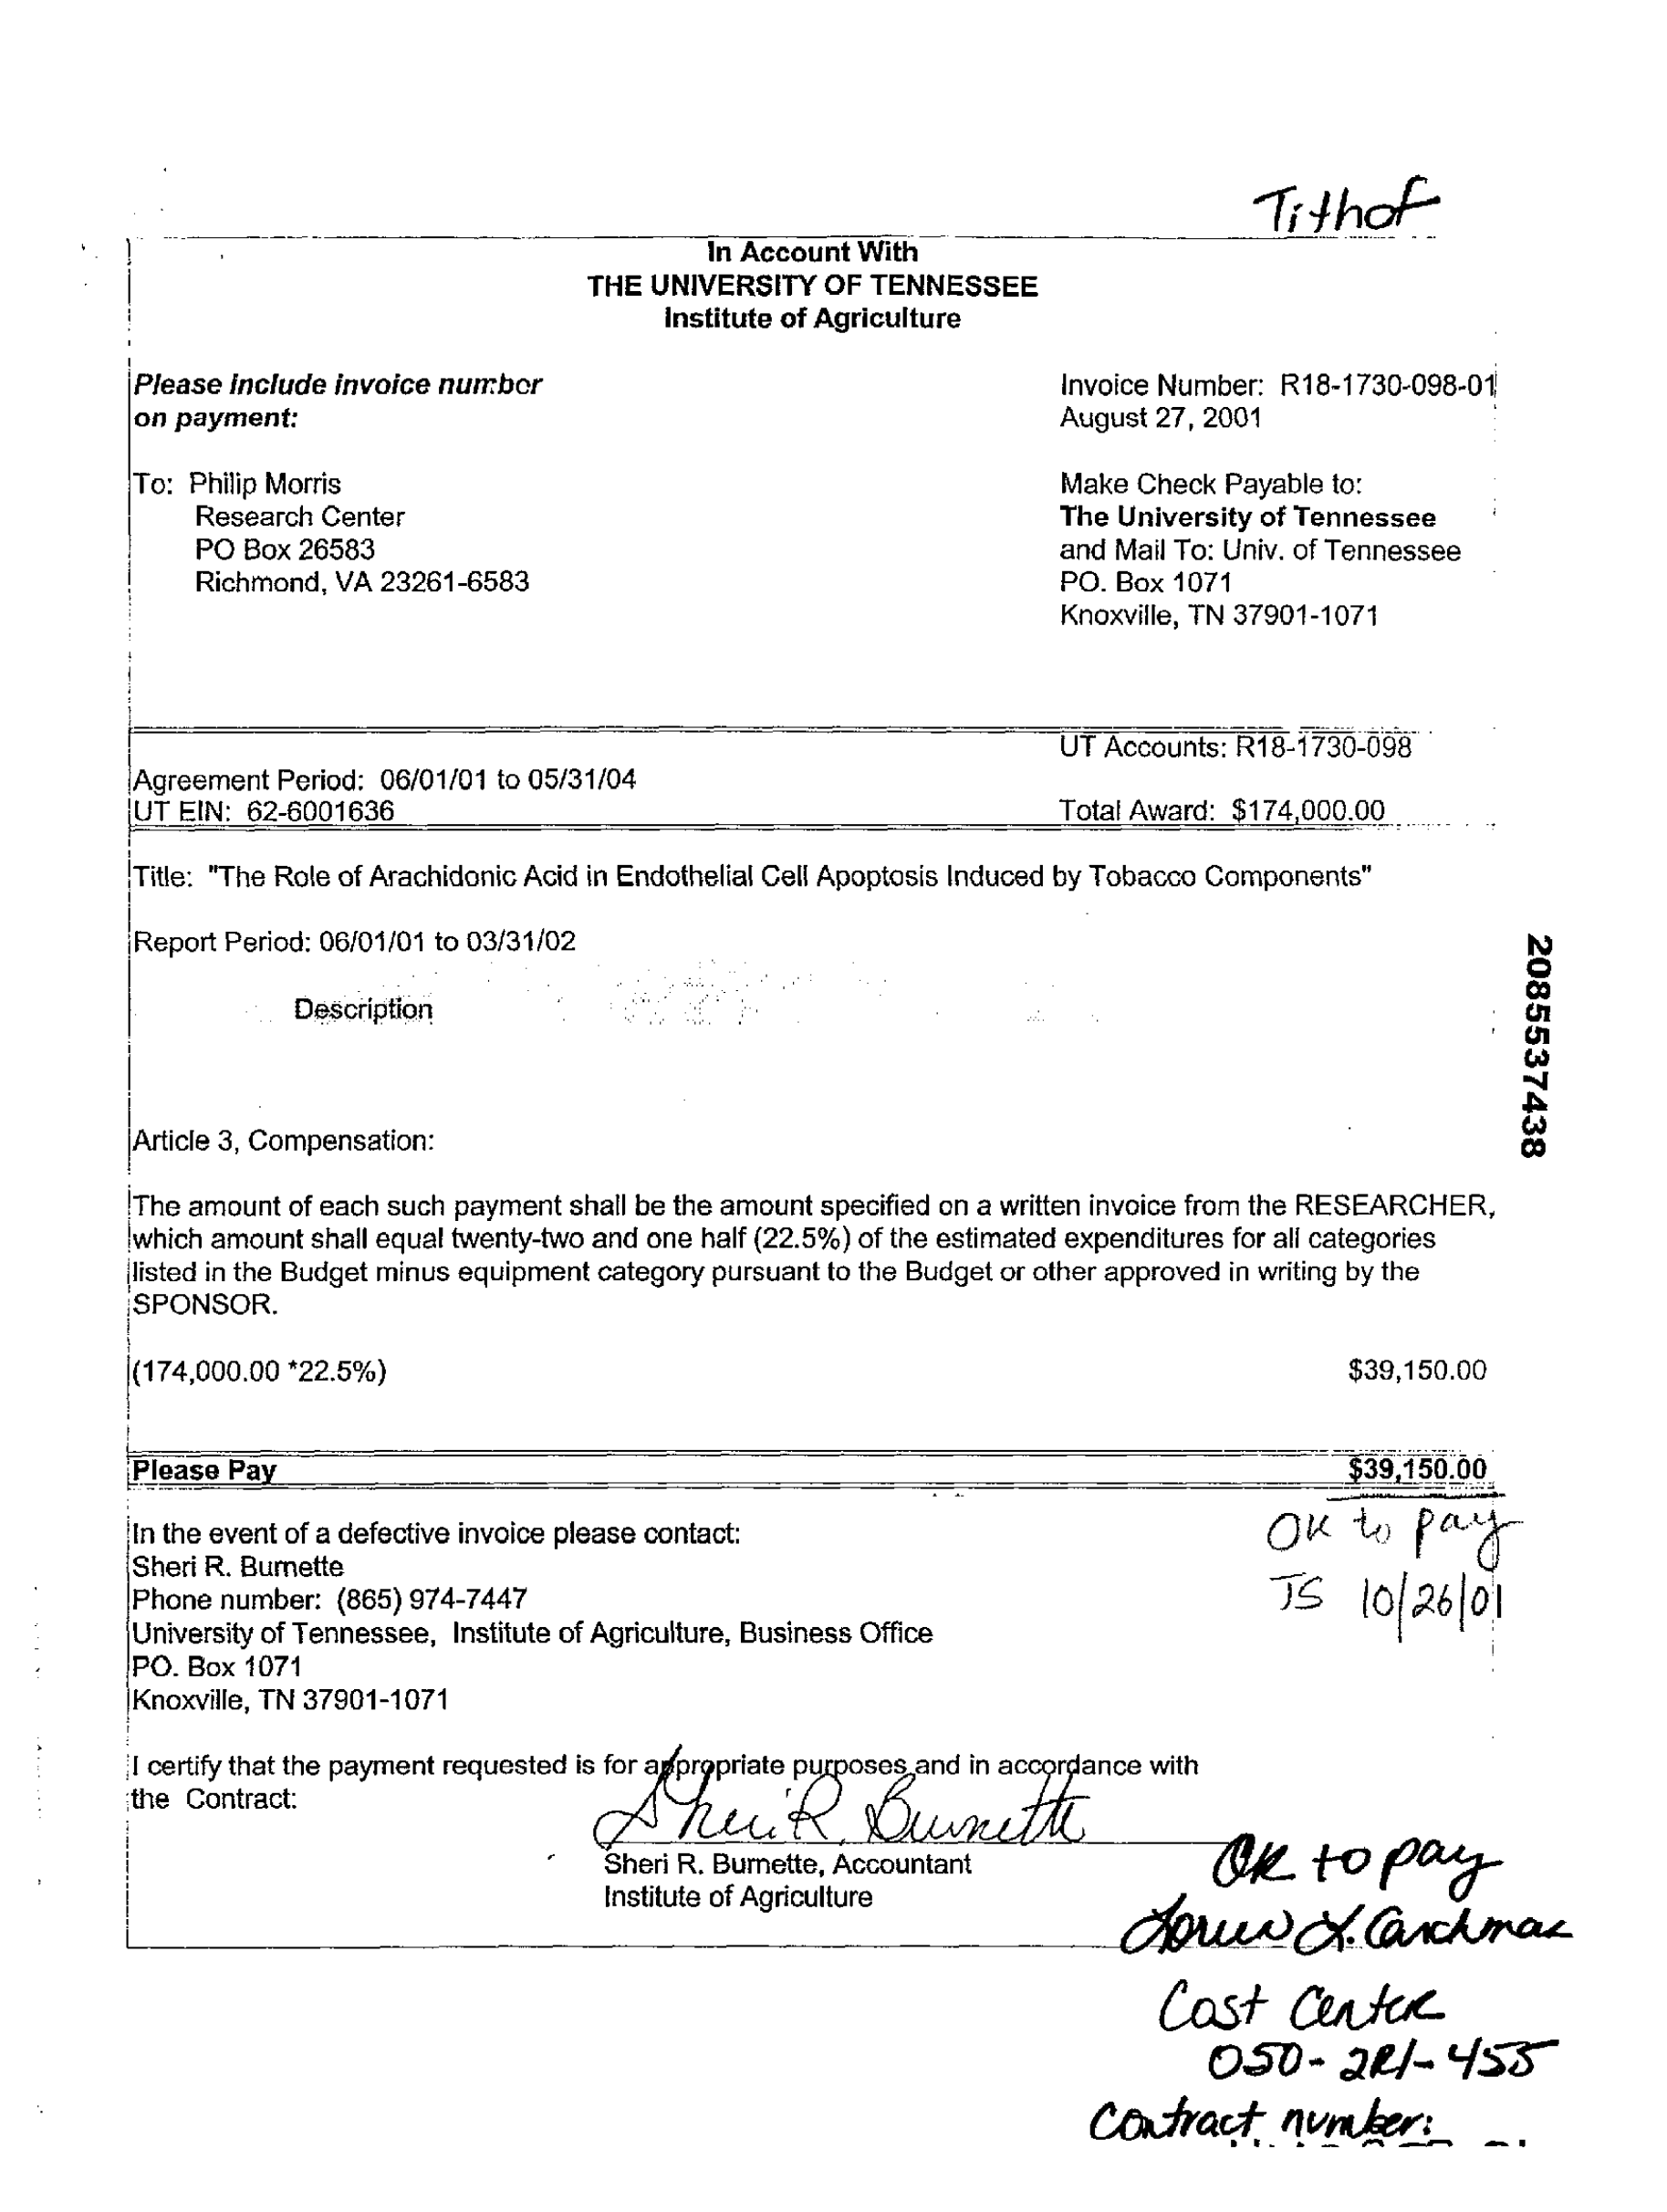 Tithof
In Account With
THE UNIVERSITY OF TENNESSEE
Institute of Agriculture
Please include invoice number
on payment:
Invoice Number: R18-1730-098-01
August 27, 2001
To: Philip Morris
Research Center
PO Box 26583
Richmond, VA 23261-6583
Make Check Payable to:
The University of Tennessee
and Mail To: Univ. of Tennessee
PO. Box 1071
Knoxville, TN 37901-1071
UT Accounts: R18-1730-098
Agreement Period: 06/01/01 to 05/31/04
UT EIN: 62-6001636
Total Award: $174,000.00
Title: "The Role of Arachidonic Acid in Endothelial Cell Apoptosis Induced by Tobacco Components"
Report Period: 06/01/01 to 03/31/02
Description
2085537438
Article 3, Compensation:
The amount of each such payment shall be the amount specified on a written invoice from the RESEARCHER,
which amount shall equal twenty-two and one half (22.5%) of the estimated expenditures for all categories
listed in the Budget minus equipment category pursuant to the Budget or other approved in writing by the
SPONSOR.
(174,000.00 *22.5%) $39,150.00
Please Pay $39,150.00
OK to pay
JS 10/26/01
In the event of a defective invoice please contact:
Sheri R. Burnette
Phone number: (865) 974-7447
University of Tennessee, Institute of Agriculture, Business Office
PO. Box 1071
Knoxville, TN 37901-1071
I certify that the payment requested is for appropriate purposes and in accordance with
the Contract:
Sheri R. Burnette
Sheri R. Burnette, Accountant
Institute of Agriculture
OK to pay
Cost Center
050-2R1-455
Contract number: